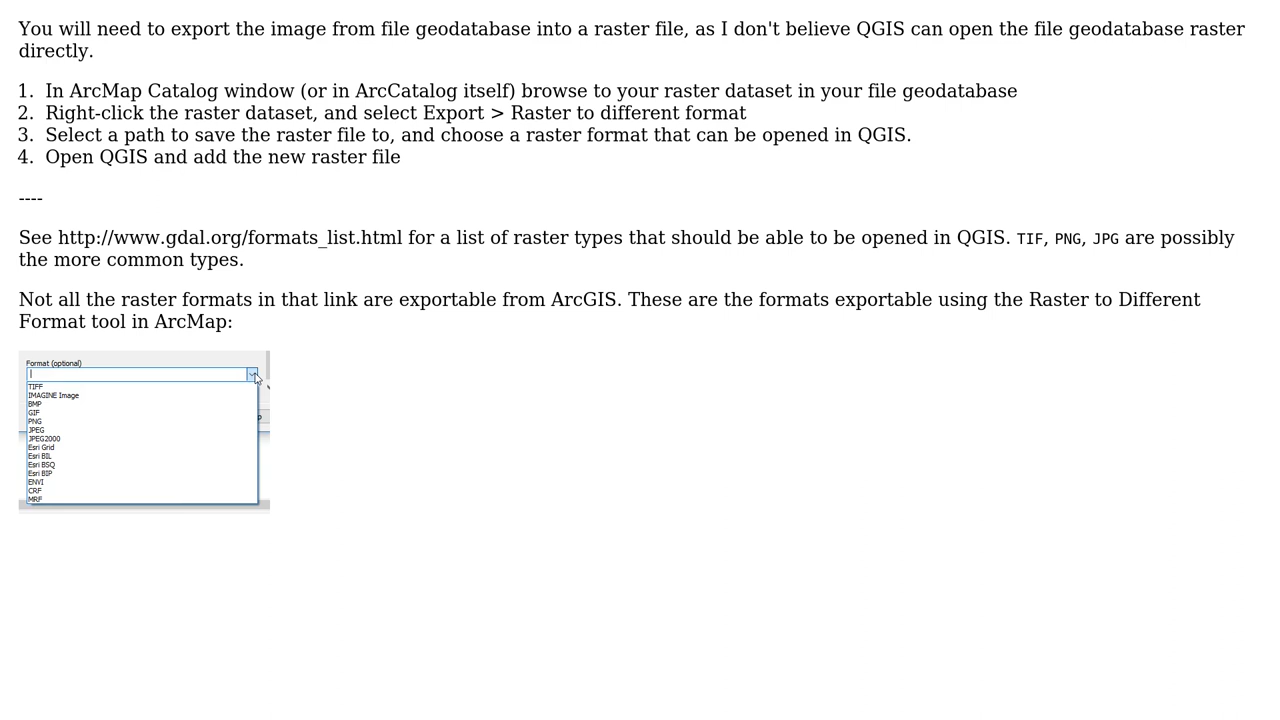 You will need to export the image from file geodatabase into a raster file, as I don't believe QGIS can open the file geodatabase raster
directly.
1. In ArcMap Catalog window (or in ArcCatalog itself) browse to your raster dataset in your file geodatabase
2. Right-click the raster dataset, and select Export > Raster to different format
3. Select a path to save the raster file to, and choose a raster format that can be opened in QGIS.
4. Open QGIS and add the new raster file
----
See http://www.gdal.org/formats_list.html for a list of raster types that should be able to be opened in QGIS. TIF, PNG, JPG are possibly
the more common types.
Not all the raster formats in that link are exportable from ArcGIS. These are the formats exportable using the Raster to Different
Format tool in ArcMap:
Format (optional)
TIFF
IMAGINE Image
BMP
GIF
PNG
JPEG
JPEG2000
Esri Grid
Esri BIL
Esri BSQ
Esri BIP
ENVI
CRF
MRF